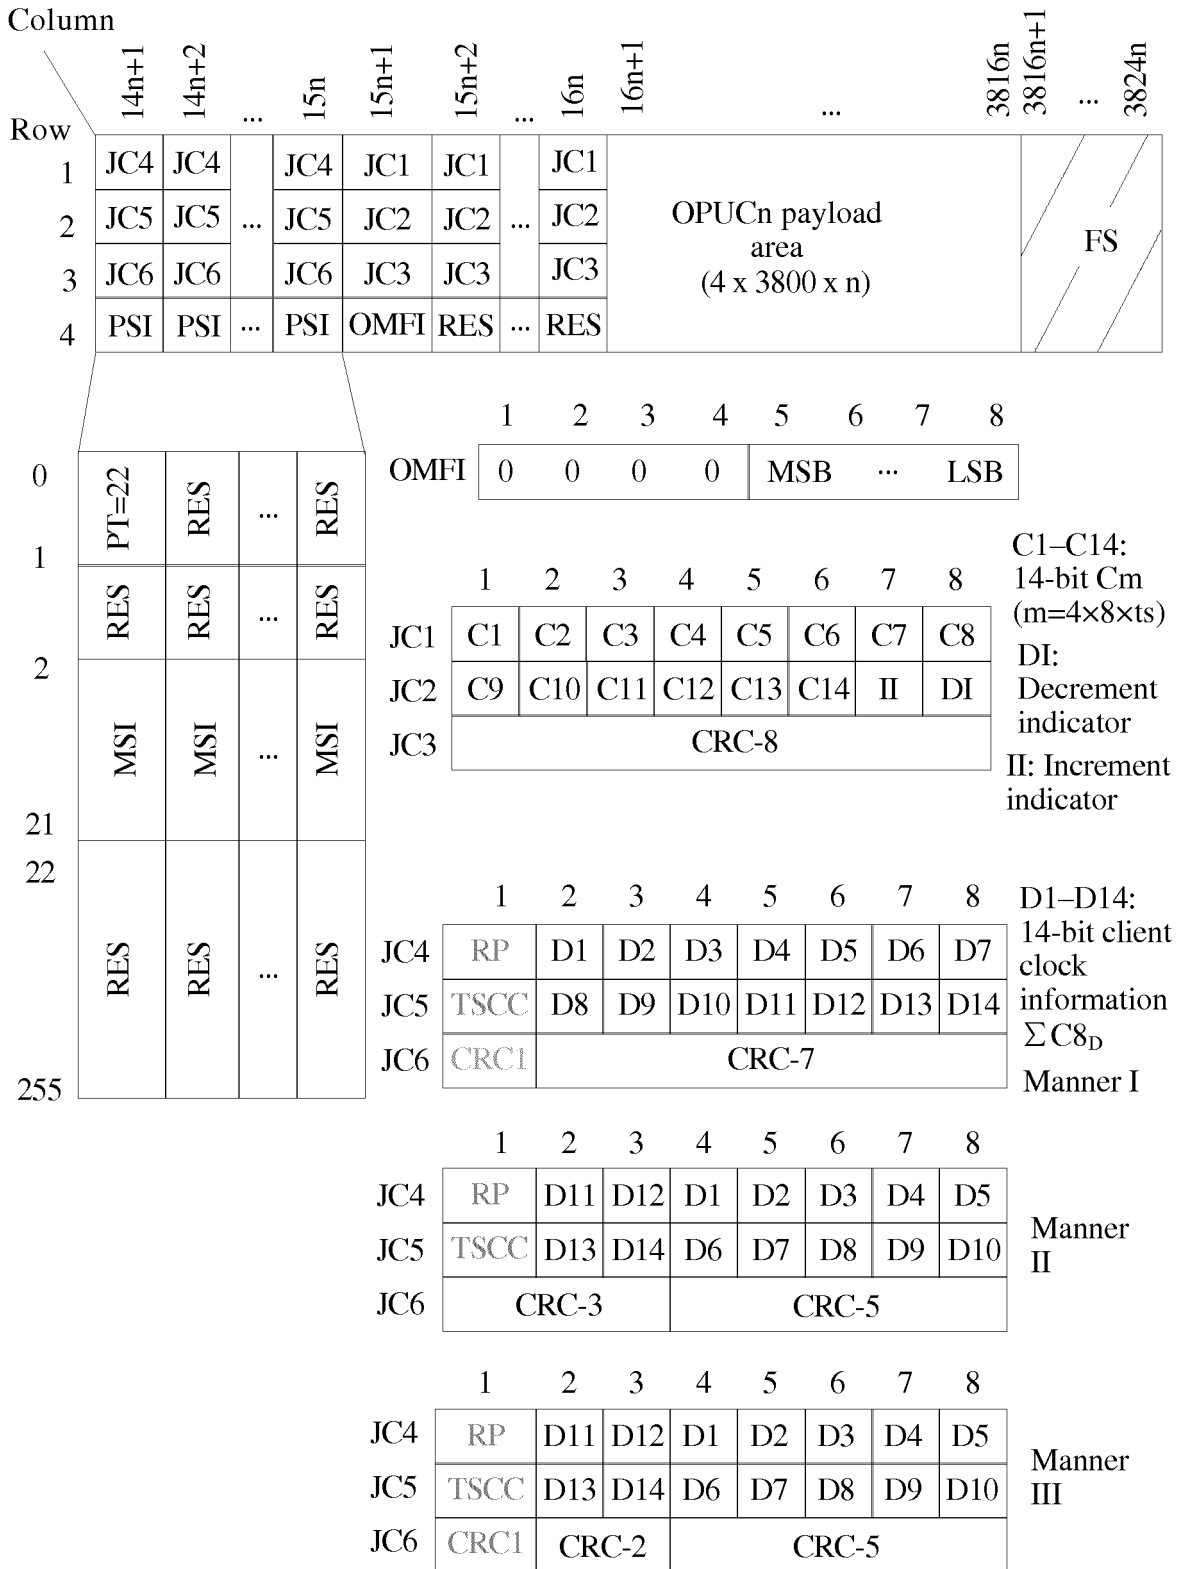 Column
14n+1 14n+2 ... 15n 15n+1 15n+2 ... 16n 16n+1 ... 3816n 3816n+1 ... 3824n
Row
1 JC4 JC4 JC4 JC1 JC1 JC1
2 JC5 JC5 ... JC5 JC2 JC2 ... JC2
3 JC6 JC6 JC6 JC3 JC3 JC3
4 PSI PSI ... PSI OMFI RES ... RES
OPUCn payload
area
(4 x 3800 x n)
FS
0 PT=22 RES ... RES
1 RES RES ... RES
2 MSI MSI ... MSI
21
22 RES RES ... RES
255
1 2 3 4 5 6 7 8
OMFI 0 0 0 0 MSB ... LSB
1 2 3 4 5 6 7 8
JC1 C1 C2 C3 C4 C5 C6 C7 C8
JC2 C9 C10 C11 C12 C13 C14 II DI
JC3 CRC-8
C1–C14:
14-bit Cm
(m=4×8×ts)
DI:
Decrement
indicator
II: Increment
indicator
1 2 3 4 5 6 7 8
JC4 RP D1 D2 D3 D4 D5 D6 D7
JC5 TSCC D8 D9 D10 D11 D12 D13 D14
JC6 CRC1 CRC-7
D1–D14:
14-bit client
clock
information
∑C8D
Manner I
1 2 3 4 5 6 7 8
JC4 RP D11 D12 D1 D2 D3 D4 D5
JC5 TSCC D13 D14 D6 D7 D8 D9 D10
JC6 CRC-3 CRC-5
Manner
II
1 2 3 4 5 6 7 8
JC4 RP D11 D12 D1 D2 D3 D4 D5
JC5 TSCC D13 D14 D6 D7 D8 D9 D10
JC6 CRC1 CRC-2 CRC-5
Manner
III